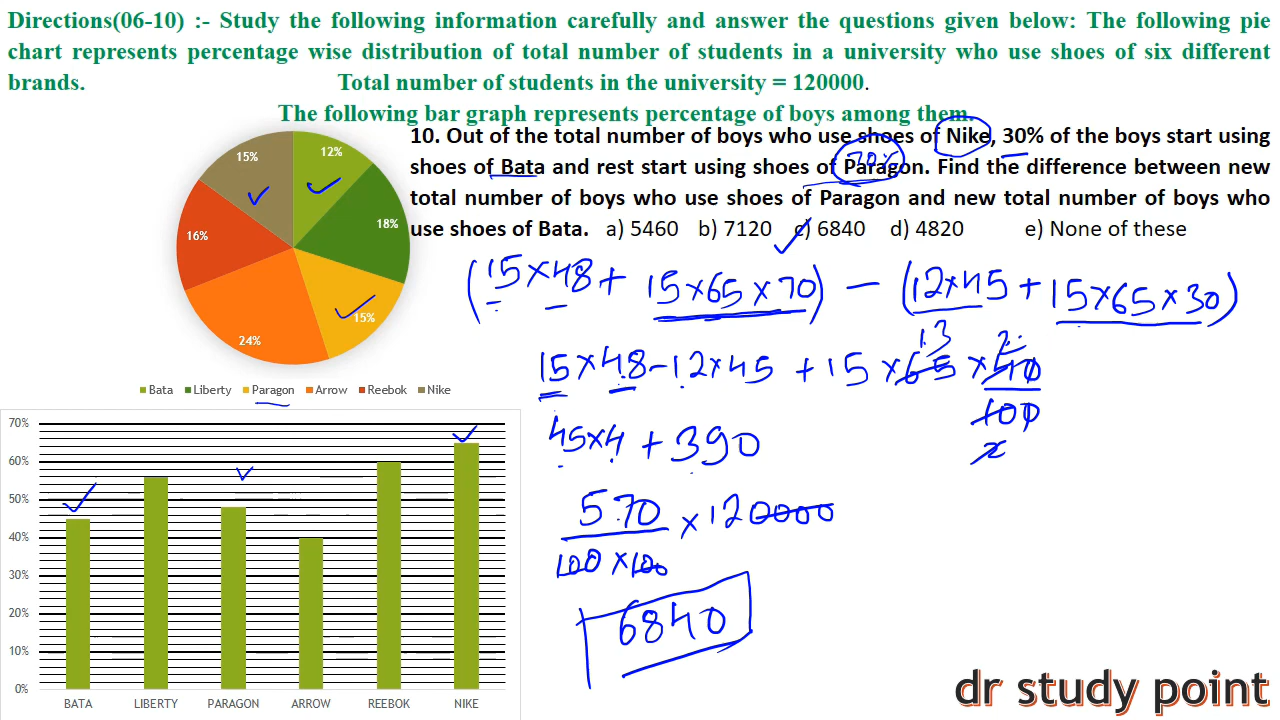 Directions(06-10) :- Study the following information carefully and answer the questions given below: The following pie
chart represents percentage wise distribution of total number of students in a university who use shoes of six different
brands. Total number of students in the university = 120000.
The following bar graph represents percentage of boys among them.
10. Out of the total number of boys who use shoes of Nike, 30% of the boys start using
shoes of Bata and rest start using shoes of Paragon. Find the difference between new
total number of boys who use shoes of Paragon and new total number of boys who
use shoes of Bata. a) 5460 b) 7120 c) 6840 d) 4820 e) None of these
70%
15% 12%
18%
16%
15%
24%
Bata Liberty Paragon Arrow Reebok Nike
(15×48+ 15×65×70) − (12×45 + 15×65×30)
13 2
15×48−12×45 +15 ×65 ×40
100
2
45×4 + 390
570 ×120000
100 ×100
6840
70%
60%
50%
40%
30%
20%
10%
0%
BATA LIBERTY PARAGON ARROW REEBOK NIKE
dr study point